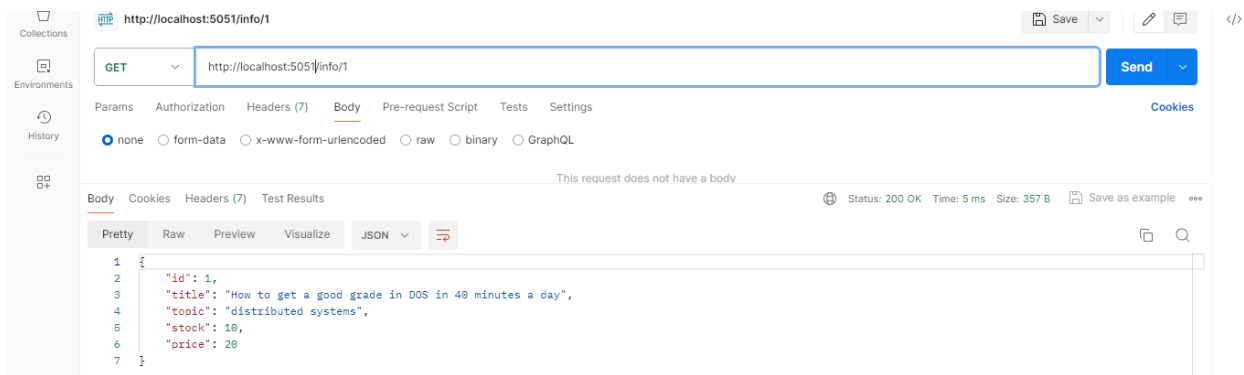 Collections
HTTP http://localhost:5051/info/1 Save
Environments
GET http://localhost:5051/info/1 Send
Params Authorization Headers (7) Body Pre-request Script Tests Settings Cookies
History
none form-data x-www-form-urlencoded raw binary GraphQL
This request does not have a body
Body Cookies Headers (7) Test Results Status: 200 OK Time: 5 ms Size: 357 B Save as example
Pretty Raw Preview Visualize JSON
1 {
2 "id": 1,
3 "title": "How to get a good grade in DOS in 40 minutes a day",
4 "topic": "distributed systems",
5 "stock": 10,
6 "price": 20
7 }